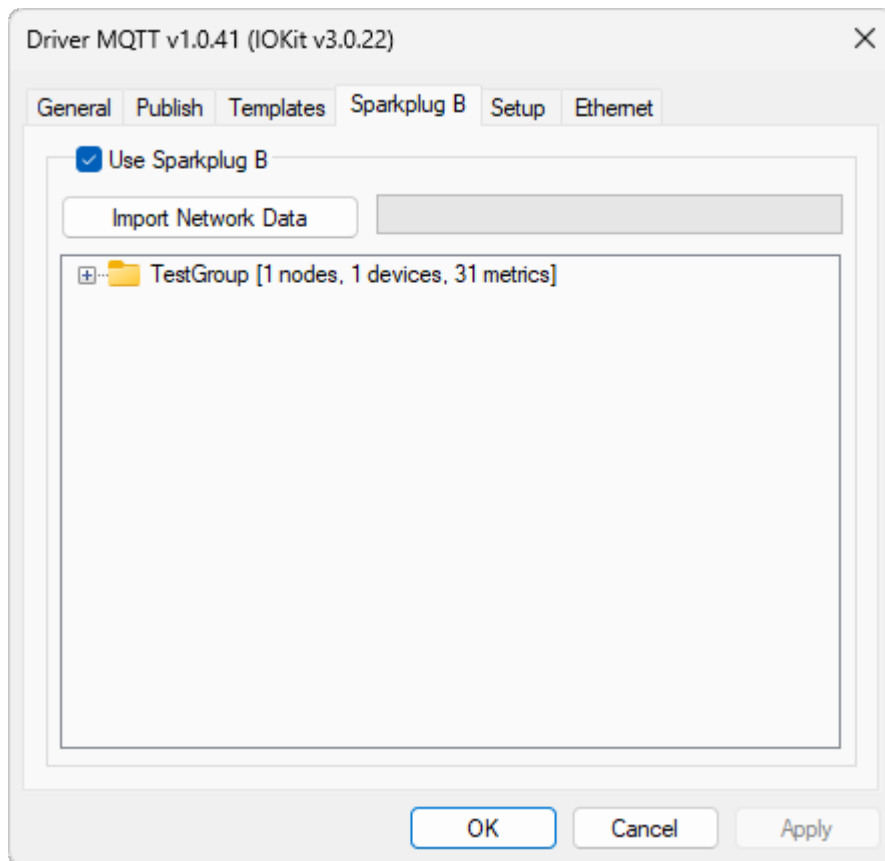 Driver MQTT v1.0.41 (IOKit v3.0.22)
General Publish Templates Sparkplug B Setup Ethernet
Use Sparkplug B
Import Network Data
TestGroup [1 nodes, 1 devices, 31 metrics]
OK Cancel Apply